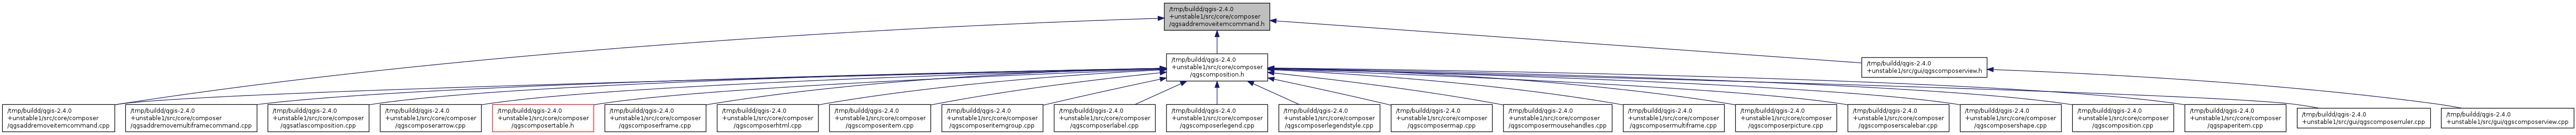 /tmp/buildd/qgis-2.4.0
+unstable1/src/core/composer
/qgsaddremoveitemcommand.h
/tmp/buildd/qgis-2.4.0
+unstable1/src/core/composer
/qgscomposition.h
/tmp/buildd/qgis-2.4.0
+unstable1/src/gui/qgscomposerview.h
/tmp/buildd/qgis-2.4.0
+unstable1/src/core/composer
/qgsaddremoveitemcommand.cpp
/tmp/buildd/qgis-2.4.0
+unstable1/src/core/composer
/qgsaddremovemultiframecommand.cpp
/tmp/buildd/qgis-2.4.0
+unstable1/src/core/composer
/qgsatlascomposition.cpp
/tmp/buildd/qgis-2.4.0
+unstable1/src/core/composer
/qgscomposerarrow.cpp
/tmp/buildd/qgis-2.4.0
+unstable1/src/core/composer
/qgscomposertable.h
/tmp/buildd/qgis-2.4.0
+unstable1/src/core/composer
/qgscomposerframe.cpp
/tmp/buildd/qgis-2.4.0
+unstable1/src/core/composer
/qgscomposerhtml.cpp
/tmp/buildd/qgis-2.4.0
+unstable1/src/core/composer
/qgscomposeritem.cpp
/tmp/buildd/qgis-2.4.0
+unstable1/src/core/composer
/qgscomposeritemgroup.cpp
/tmp/buildd/qgis-2.4.0
+unstable1/src/core/composer
/qgscomposerlabel.cpp
/tmp/buildd/qgis-2.4.0
+unstable1/src/core/composer
/qgscomposerlegend.cpp
/tmp/buildd/qgis-2.4.0
+unstable1/src/core/composer
/qgscomposerlegendstyle.cpp
/tmp/buildd/qgis-2.4.0
+unstable1/src/core/composer
/qgscomposermap.cpp
/tmp/buildd/qgis-2.4.0
+unstable1/src/core/composer
/qgscomposermousehandles.cpp
/tmp/buildd/qgis-2.4.0
+unstable1/src/core/composer
/qgscomposermultiframe.cpp
/tmp/buildd/qgis-2.4.0
+unstable1/src/core/composer
/qgscomposerpicture.cpp
/tmp/buildd/qgis-2.4.0
+unstable1/src/core/composer
/qgscomposerscalebar.cpp
/tmp/buildd/qgis-2.4.0
+unstable1/src/core/composer
/qgscomposershape.cpp
/tmp/buildd/qgis-2.4.0
+unstable1/src/core/composer
/qgscomposition.cpp
/tmp/buildd/qgis-2.4.0
+unstable1/src/core/composer
/qgspaperitem.cpp
/tmp/buildd/qgis-2.4.0
+unstable1/src/gui/qgscomposerruler.cpp
/tmp/buildd/qgis-2.4.0
+unstable1/src/gui/qgscomposerview.cpp